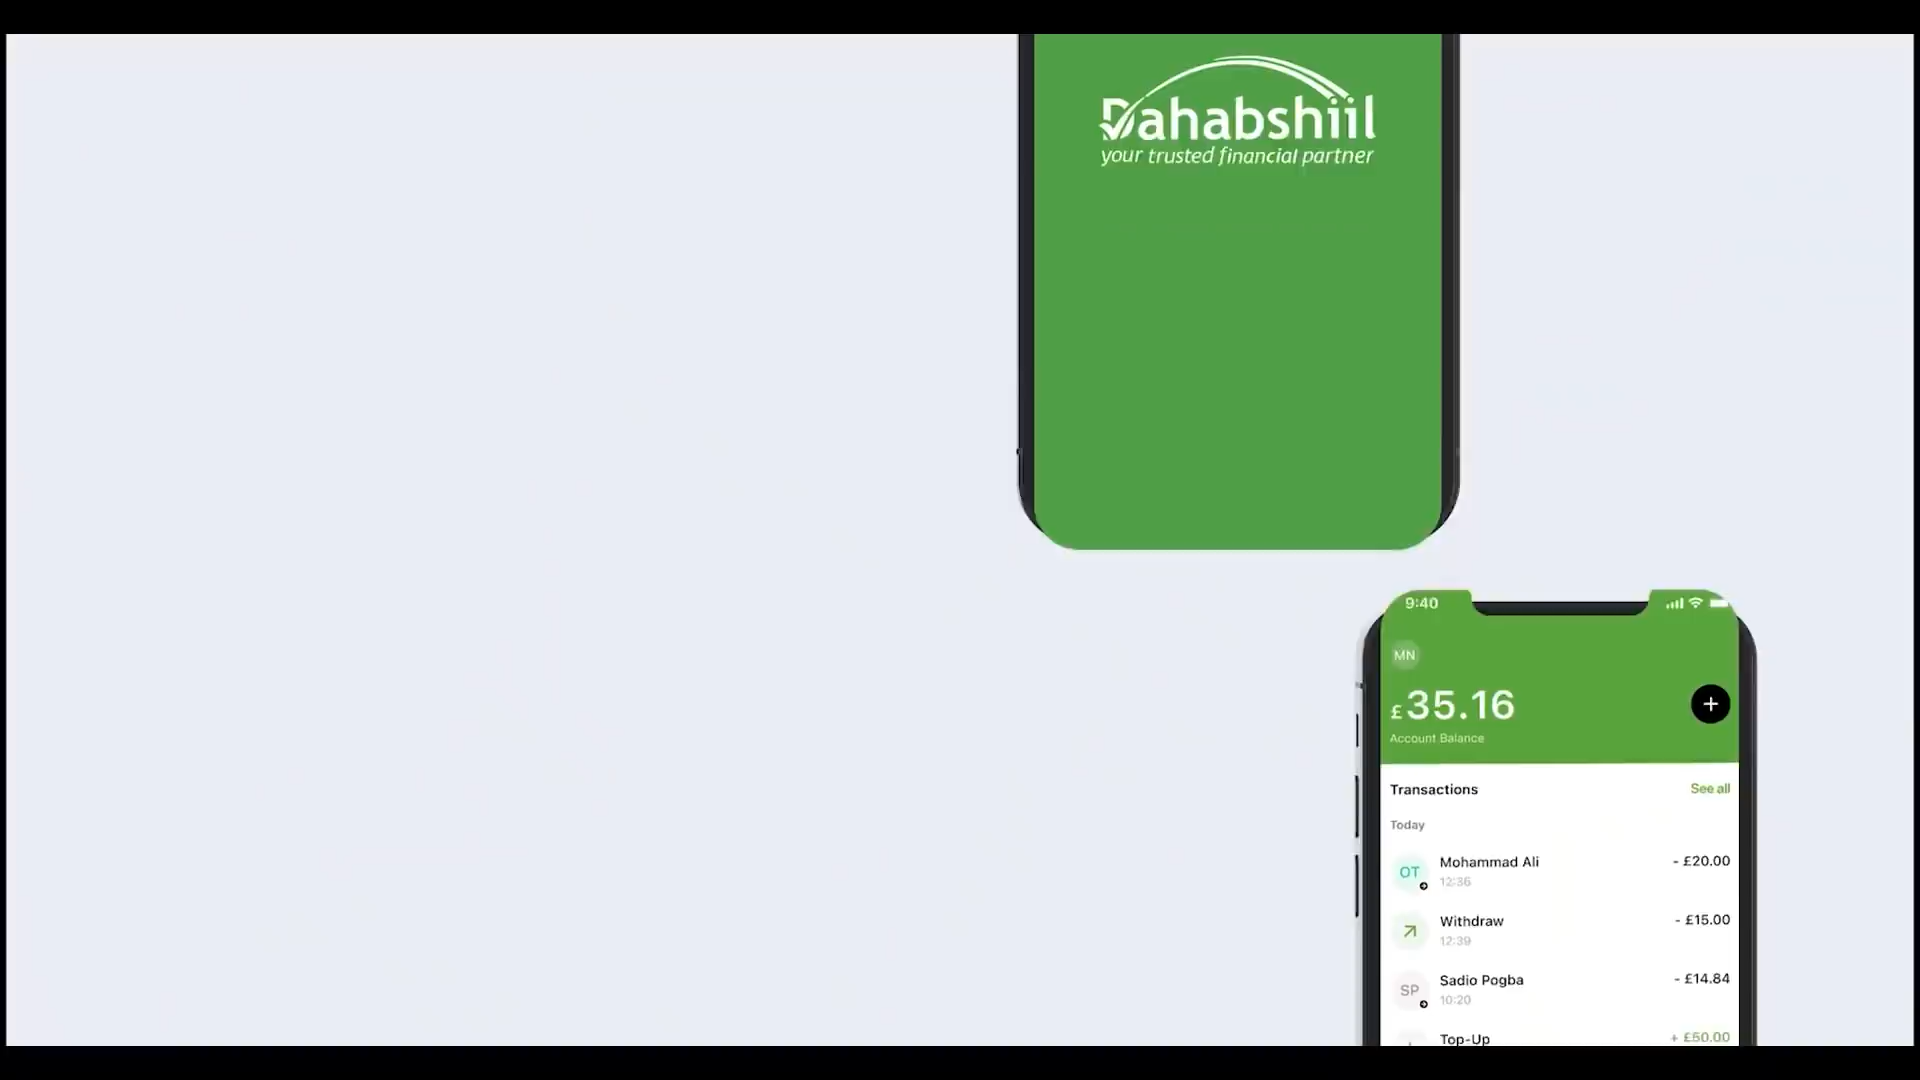 Dahabshiil
your trusted financial partner
9:40
MN
£35.16
Account Balance
Transactions
See all
Today
OT
Mohammad Ali
- £20.00
12:36
Withdraw
- £15.00
12:39
SP
Sadio Pogba
- £14.84
10:20
Top-Up
+ £50.00